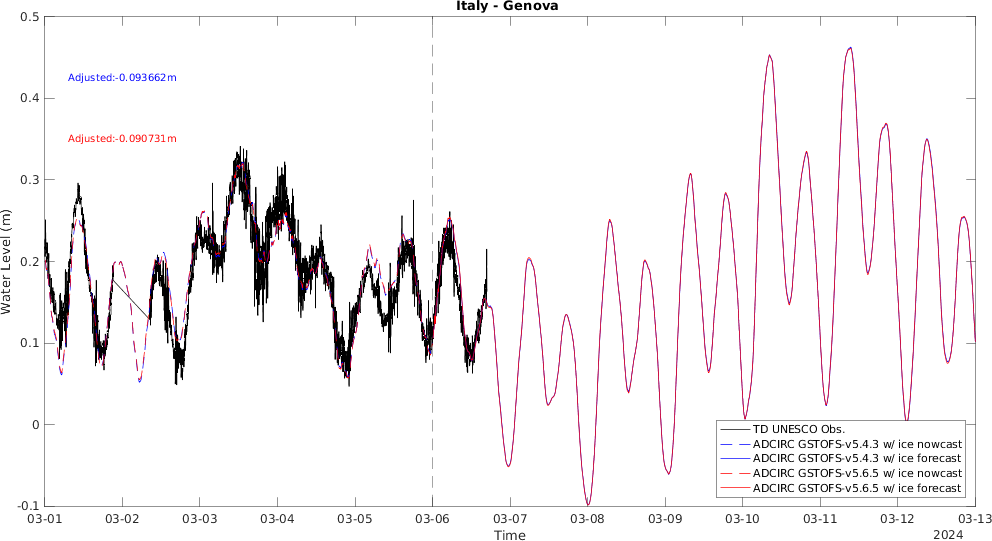 Italy - Genova
0.5
0.4
0.3
0.2
0.1
0
-0.1
Water Level (m)
Adjusted:-0.093662m
Adjusted:-0.090731m
TD UNESCO Obs.
ADCIRC GSTOFS-v5.4.3 w/ ice nowcast
ADCIRC GSTOFS-v5.4.3 w/ ice forecast
ADCIRC GSTOFS-v5.6.5 w/ ice nowcast
ADCIRC GSTOFS-v5.6.5 w/ ice forecast
03-01 03-02 03-03 03-04 03-05 03-06 03-07 03-08 03-09 03-10 03-11 03-12 03-13
Time
2024